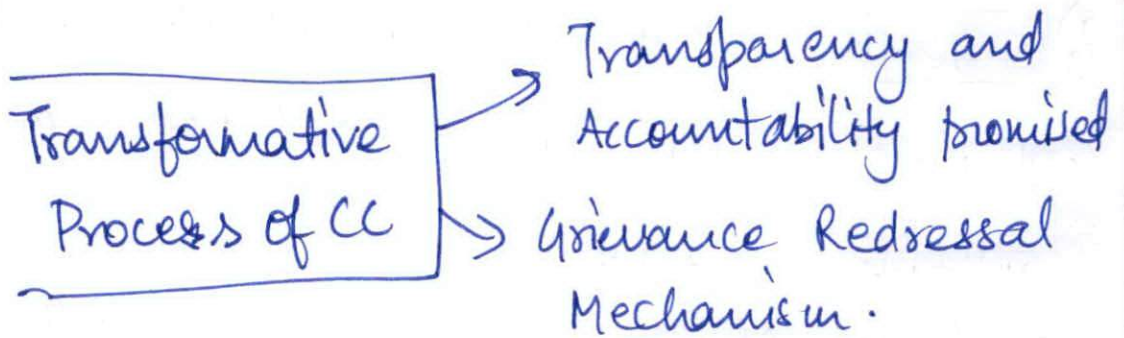 Transformative
Process of CC
Transparency and
Accountability promised
Grievance Redressal
Mechanism.